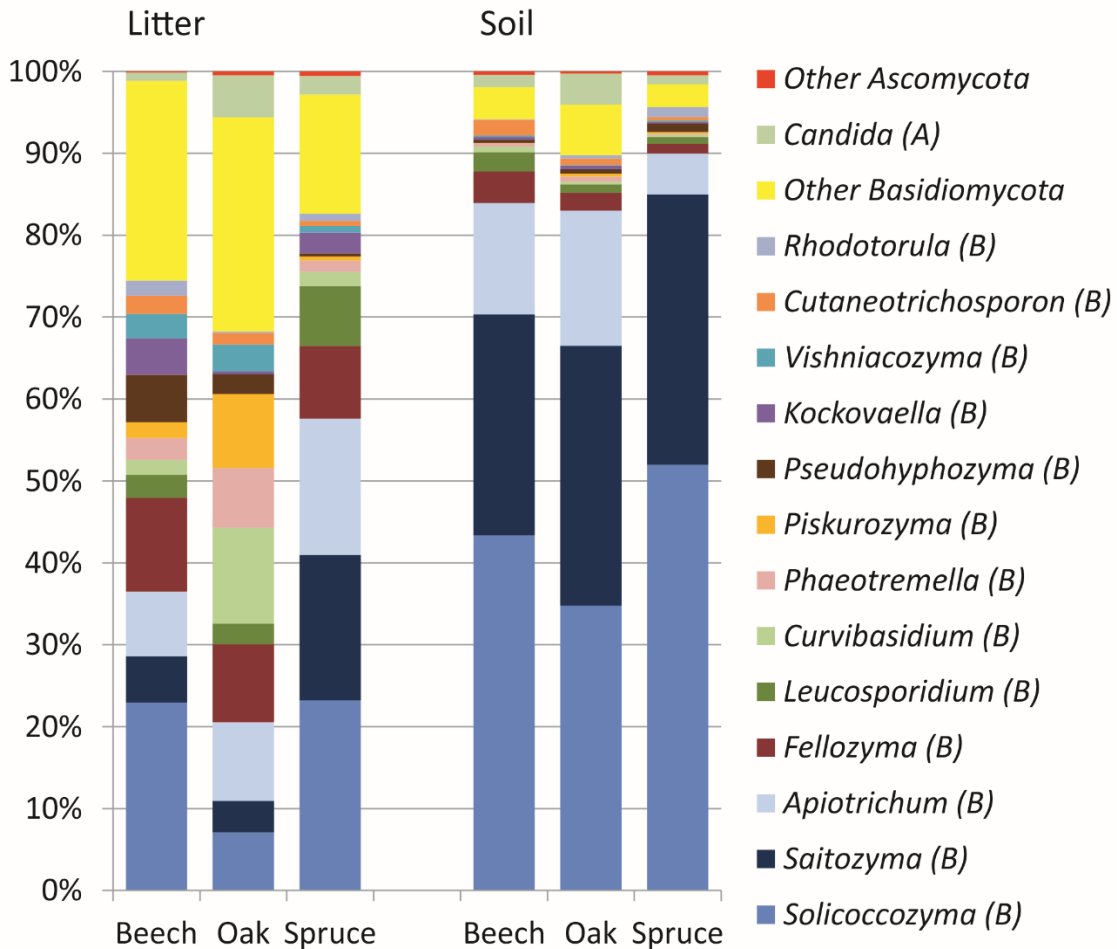 Litter
Soil
100%
90%
80%
70%
60%
50%
40%
30%
20%
10%
0%
Beech Oak Spruce
Beech Oak Spruce
Other Ascomycota
Candida (A)
Other Basidiomycota
Rhodotorula (B)
Cutaneotrichosporon (B)
Vishniacozyma (B)
Kockovaella (B)
Pseudohyphozyma (B)
Piskurozyma (B)
Phaeotremella (B)
Curvibasidium (B)
Leucosporidium (B)
Fellozyma (B)
Apiotrichum (B)
Saitozyma (B)
Solicoccozyma (B)